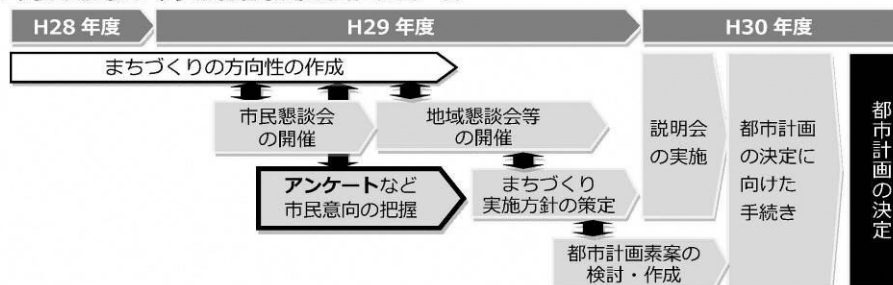 H28 年度
H29 年度
H30 年度
まちづくりの方向性の作成
市民懇談会
の開催
地域懇談会等
の開催
アンケートなど
市民意向の把握
まちづくり
実施方針の策定
都市計画素案の
検討・作成
説明会
の実施
都市計画
の決定に
向けた
手続き
都市計画の決定